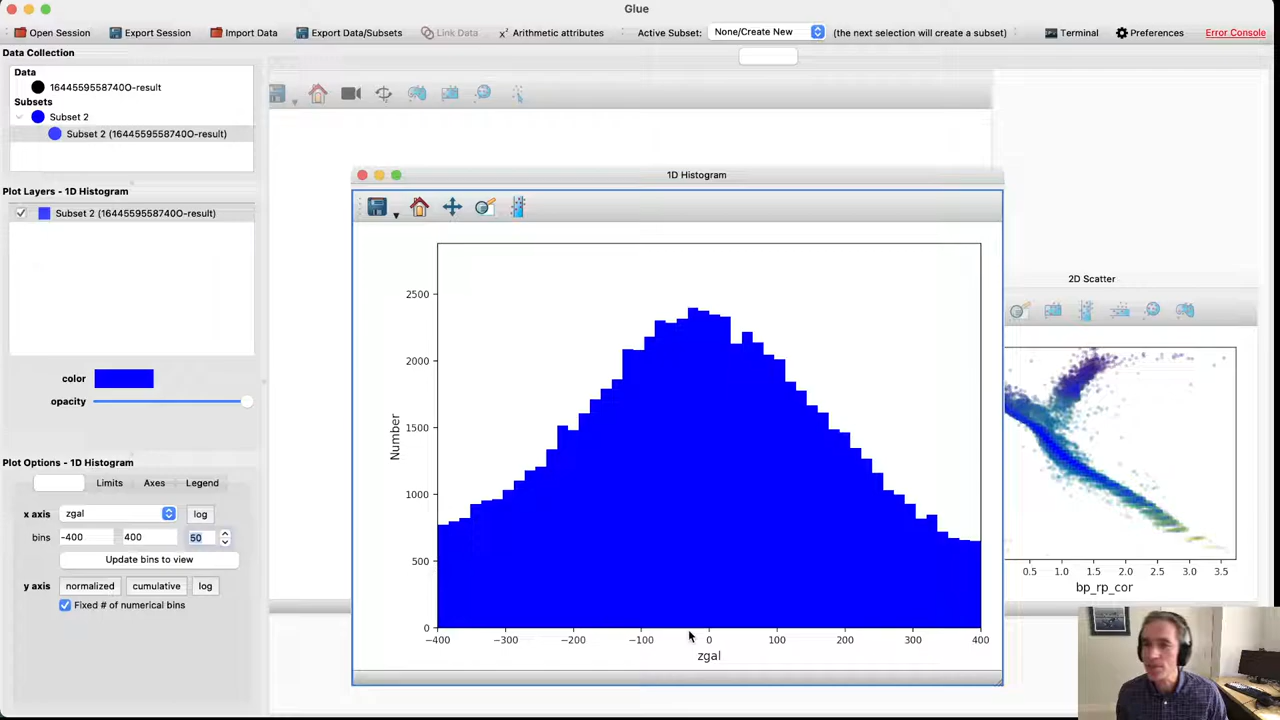 Glue
Open Session Export Session Import Data Export Data/Subsets Link Data Arithmetic attributes Active Subset: None/Create New (the next selection will create a subset) Terminal Preferences Error Console
Data Collection
Data
1644559558740O-result
Subsets
Subset 2
Subset 2 (1644559558740O-result)
Plot Layers - 1D Histogram
Subset 2 (1644559558740O-result)
color
opacity
Plot Options - 1D Histogram
Limits Axes Legend
x axis zgal log
bins -400 400 50
Update bins to view
y axis normalized cumulative log
Fixed # of numerical bins
1D Histogram
2500
2000
1500
1000
500
0
Number
−400 −300 −200 −100 0 100 200 300 400
zgal
2D Scatter
0.5 1.0 1.5 2.0 2.5 3.0 3.5
bp_rp_cor